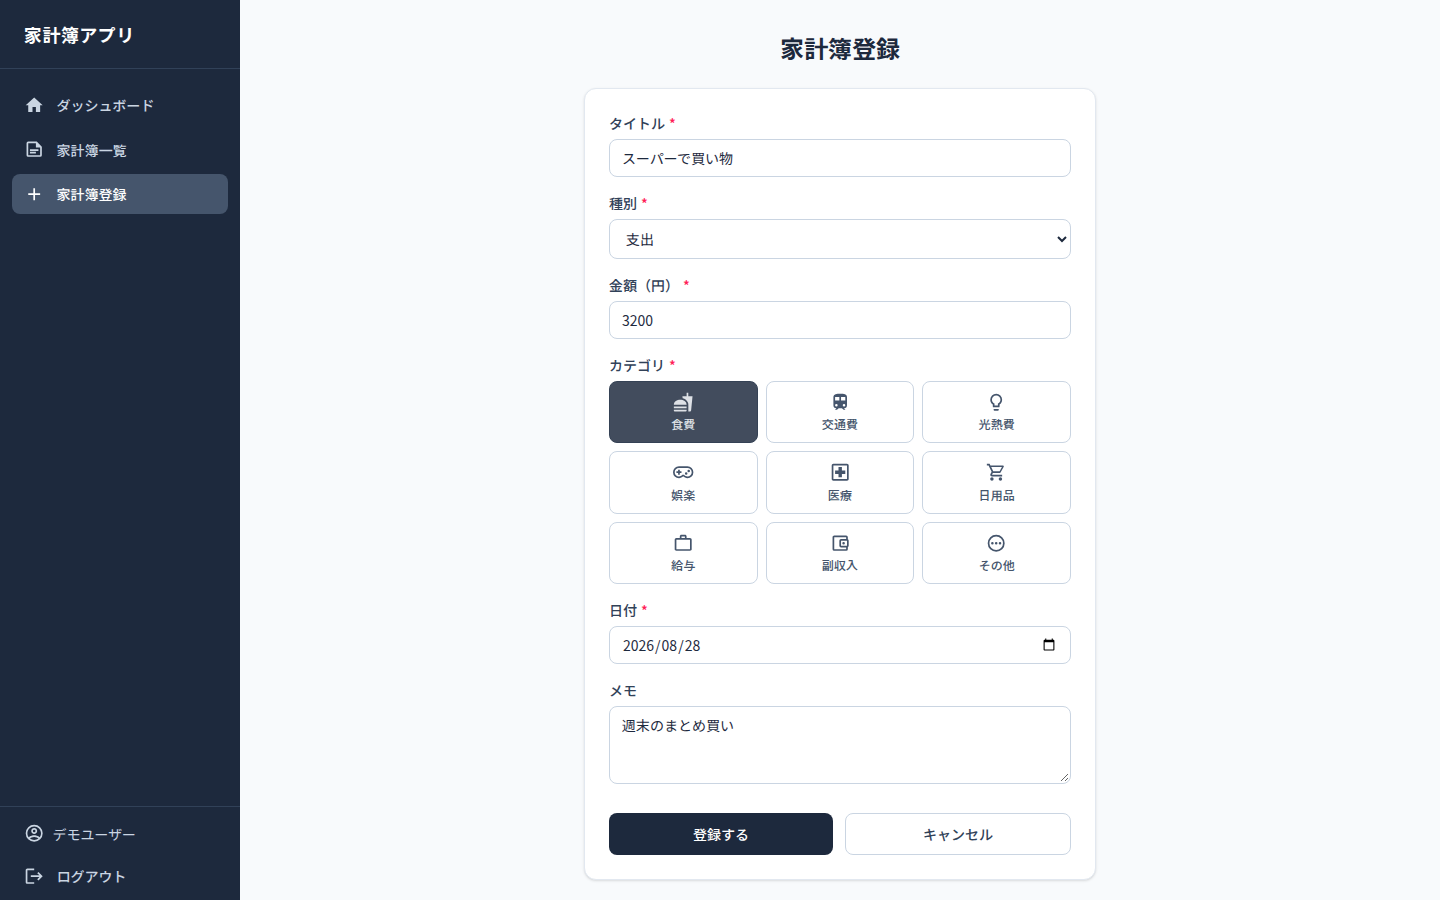 家計簿アプリ
ダッシュボード
家計簿一覧
家計簿登録
デモユーザー
ログアウト
家計簿登録
タイトル *
スーパーで買い物
種別 *
支出
金額（円） *
3200
カテゴリ *
食費
交通費
光熱費
娯楽
医療
日用品
給与
副収入
その他
日付 *
2026/08/28
メモ
週末のまとめ買い
登録する
キャンセル